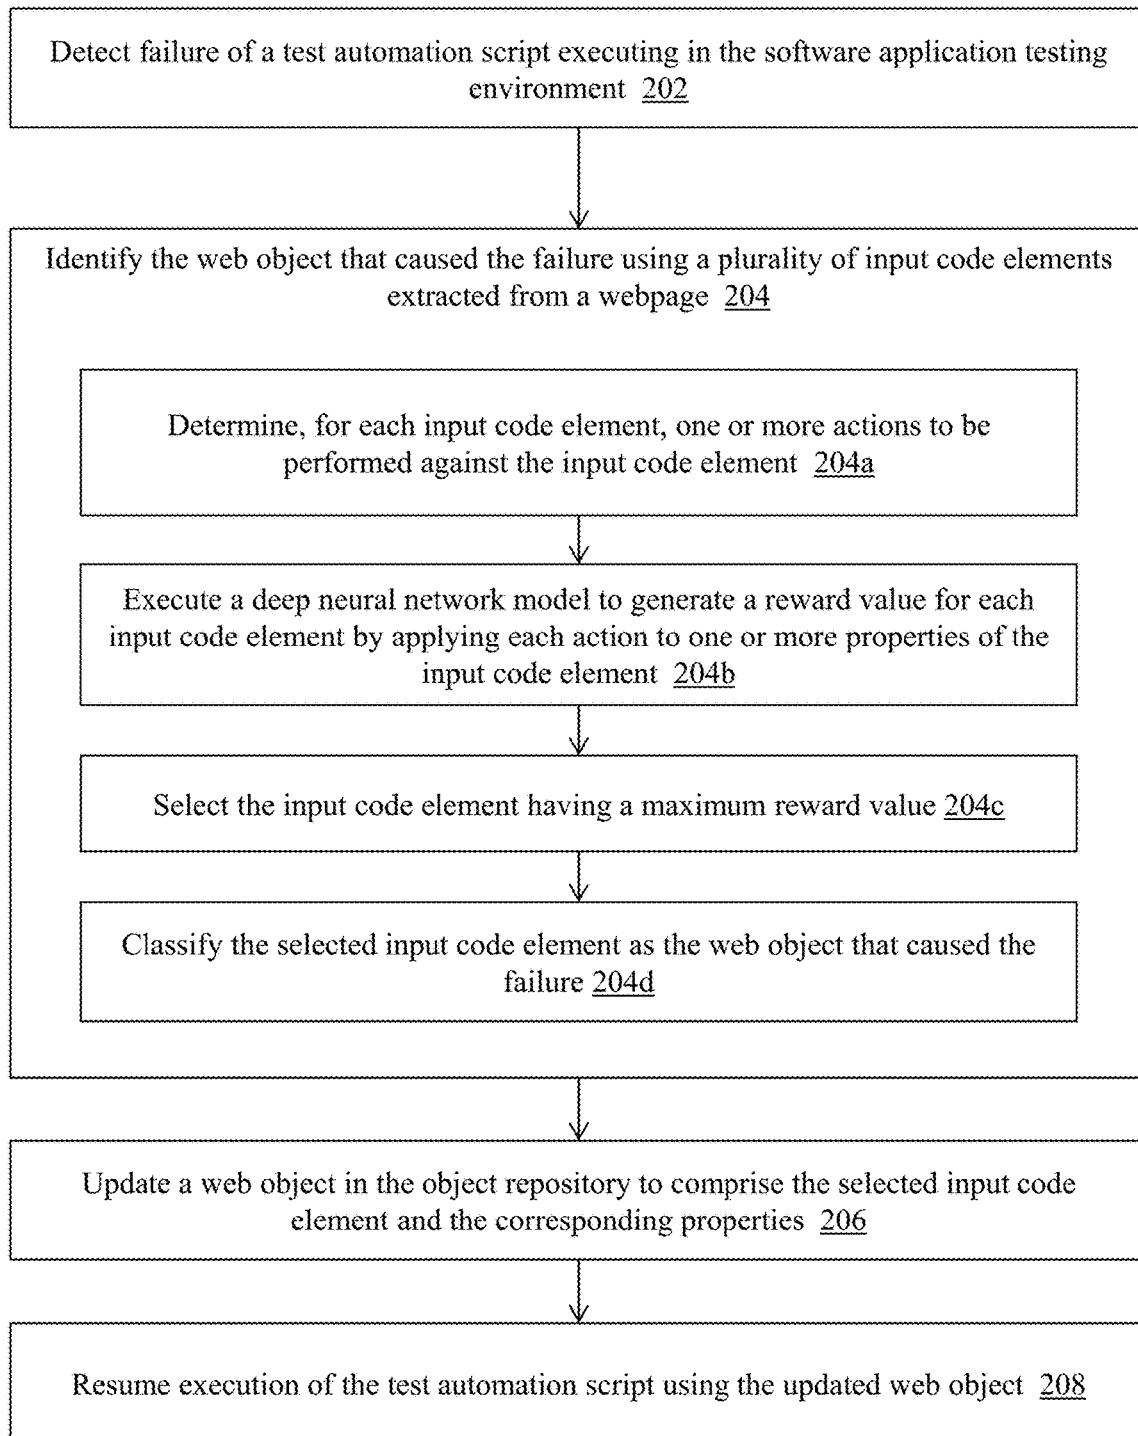 Detect failure of a test automation script executing in the software application testing
environment 202
Identify the web object that caused the failure using a plurality of input code elements
extracted from a webpage 204
Determine, for each input code element, one or more actions to be
performed against the input code element 204a
Execute a deep neural network model to generate a reward value for each
input code element by applying each action to one or more properties of the
input code element 204b
Select the input code element having a maximum reward value 204c
Classify the selected input code element as the web object that caused the
failure 204d
Update a web object in the object repository to comprise the selected input code
element and the corresponding properties 206
Resume execution of the test automation script using the updated web object 208